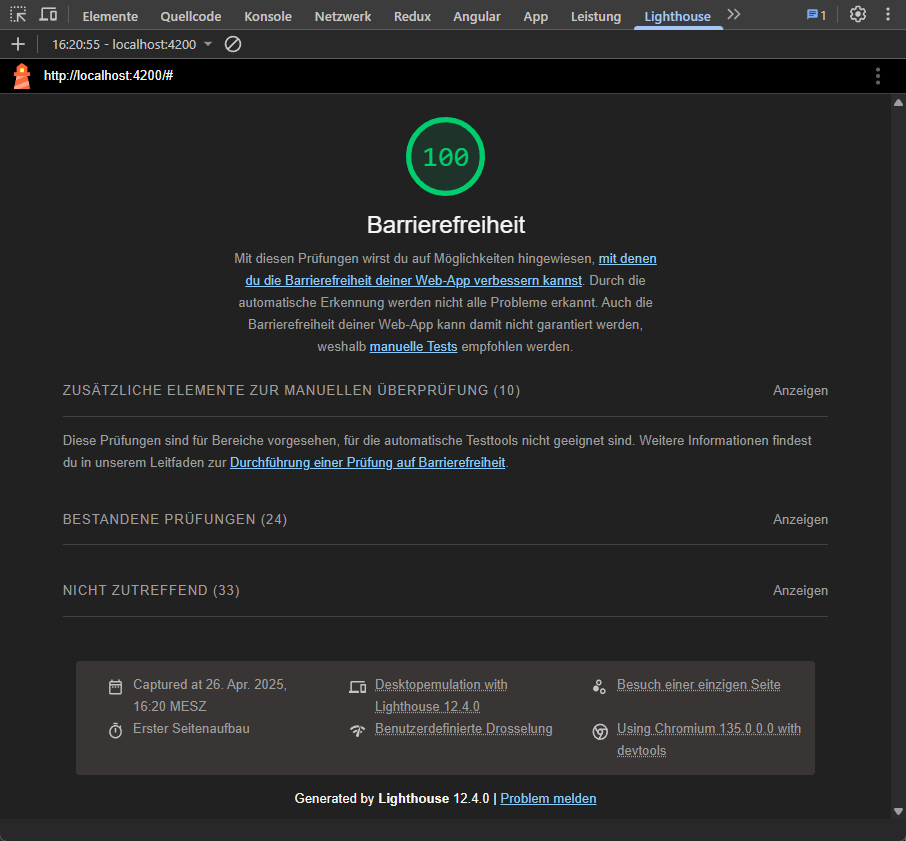 Elemente Quellcode Konsole Netzwerk Redux Angular App Leistung Lighthouse 1
16:20:55 - localhost:4200
http://localhost:4200/#
100
Barrierefreiheit
Mit diesen Prüfungen wirst du auf Möglichkeiten hingewiesen, mit denen
du die Barrierefreiheit deiner Web-App verbessern kannst. Durch die
automatische Erkennung werden nicht alle Probleme erkannt. Auch die
Barrierefreiheit deiner Web-App kann damit nicht garantiert werden,
weshalb manuelle Tests empfohlen werden.
ZUSÄTZLICHE ELEMENTE ZUR MANUELLEN ÜBERPRÜFUNG (10) Anzeigen
Diese Prüfungen sind für Bereiche vorgesehen, für die automatische Testtools nicht geeignet sind. Weitere Informationen findest
du in unserem Leitfaden zur Durchführung einer Prüfung auf Barrierefreiheit.
BESTANDENE PRÜFUNGEN (24) Anzeigen
NICHT ZUTREFFEND (33) Anzeigen
Captured at 26. Apr. 2025,
16:20 MESZ
Desktopemulation with
Lighthouse 12.4.0
Besuch einer einzigen Seite
Erster Seitenaufbau
Benutzerdefinierte Drosselung
Using Chromium 135.0.0.0 with
devtools
Generated by Lighthouse 12.4.0 | Problem melden